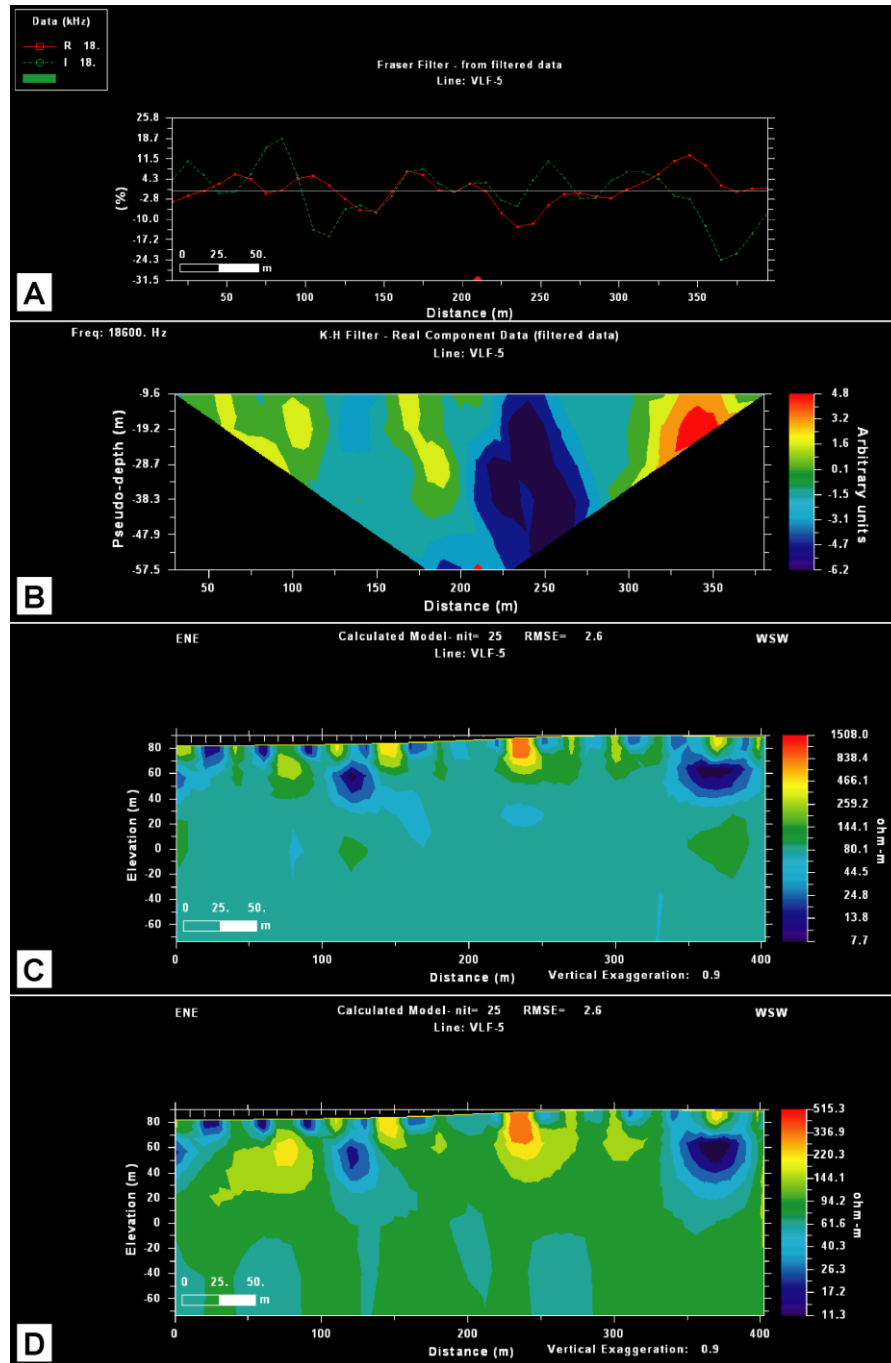 Data (kHz)
R 18.
I 18.
Fraser Filter - from filtered data
Line: VLF-5
(%)
25.8
18.7
11.5
4.3
-2.8
-10.0
-17.2
-24.3
-31.5
0 25. 50.
m
50 100 150 200 250 300 350
Distance (m)
A
Freq: 18600. Hz
K-H Filter - Real Component Data (filtered data)
Line: VLF-5
Pseudo-depth (m)
-9.6
-19.2
-28.7
-38.3
-47.9
-57.5
50 100 150 200 250 300 350
Distance (m)
4.8
3.2
1.6
0.1
-1.5
-3.1
-4.7
-6.2
Arbitrary units
B
ENE
Calculated Model- nit= 25 RMSE= 2.6
WSW
Line: VLF-5
Elevation (m)
80
60
40
20
0
-20
-40
-60
0 25. 50.
m
0 100 200 300 400
Distance (m)
Vertical Exaggeration: 0.9
1508.0
838.4
466.1
259.2
144.1
80.1
44.5
24.8
13.8
7.7
ohm-m
C
ENE
Calculated Model- nit= 25 RMSE= 2.6
WSW
Line: VLF-5
Elevation (m)
80
60
40
20
0
-20
-40
-60
0 25. 50.
m
0 100 200 300 400
Distance (m)
Vertical Exaggeration: 0.9
515.3
336.9
220.3
144.1
94.2
61.6
40.3
26.3
17.2
11.3
ohm-m
D